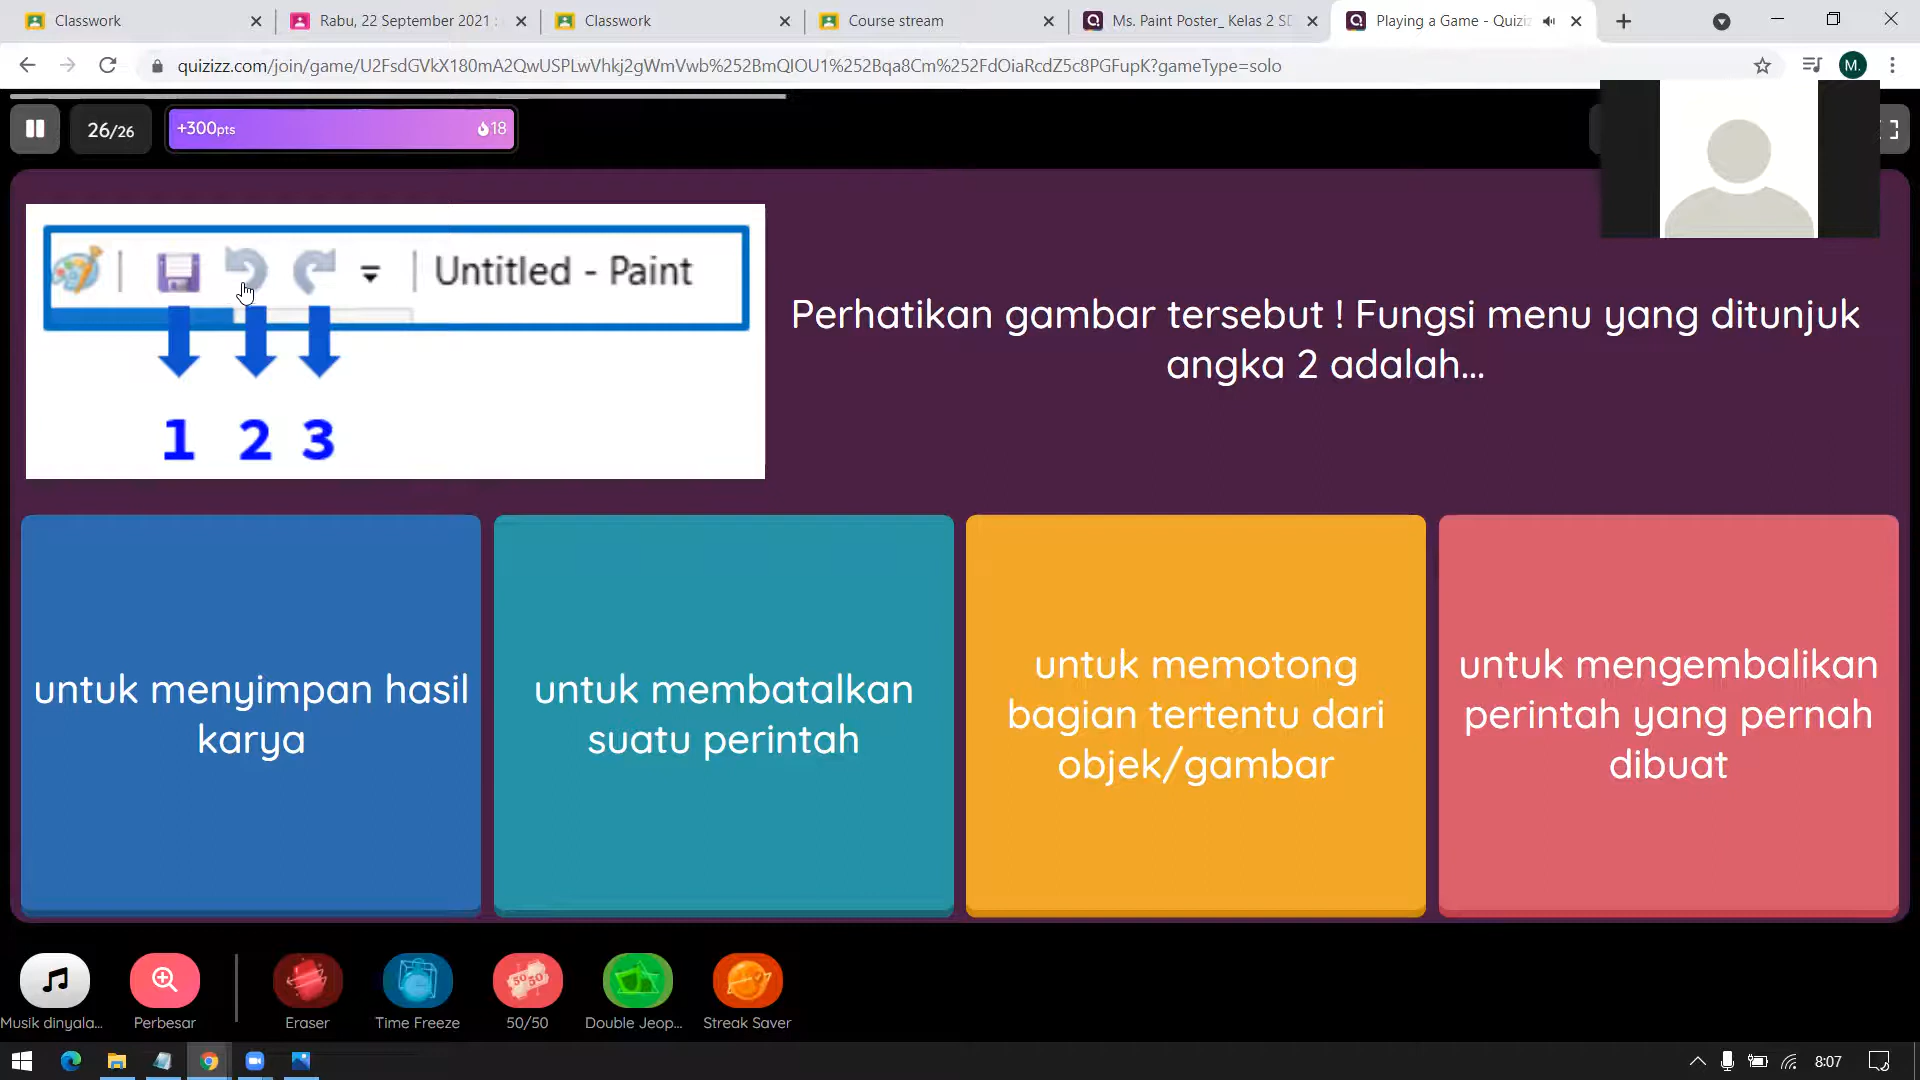 Classwork
Rabu, 22 September 2021 :
Classwork
Course stream
Ms. Paint Poster_ Kelas 2 SD
Playing a Game - Quiziz
quizizz.com/join/game/U2FsdGVkX180mA2QwUSPLwVhkj2gWmVwb%252BmQIOU1%252Bqa8Cm%252FdOiaRcdZ5c8PGFupK?gameType=solo
M.
26/26
+300pts
18
Untitled - Paint
1 2 3
Perhatikan gambar tersebut ! Fungsi menu yang ditunjuk
angka 2 adalah...
untuk menyimpan hasil
karya
untuk membatalkan
suatu perintah
untuk memotong
bagian tertentu dari
objek/gambar
untuk mengembalikan
perintah yang pernah
dibuat
50 50
Musik dinyala...
Perbesar
Eraser
Time Freeze
50/50
Double Jeop...
Streak Saver
8:07